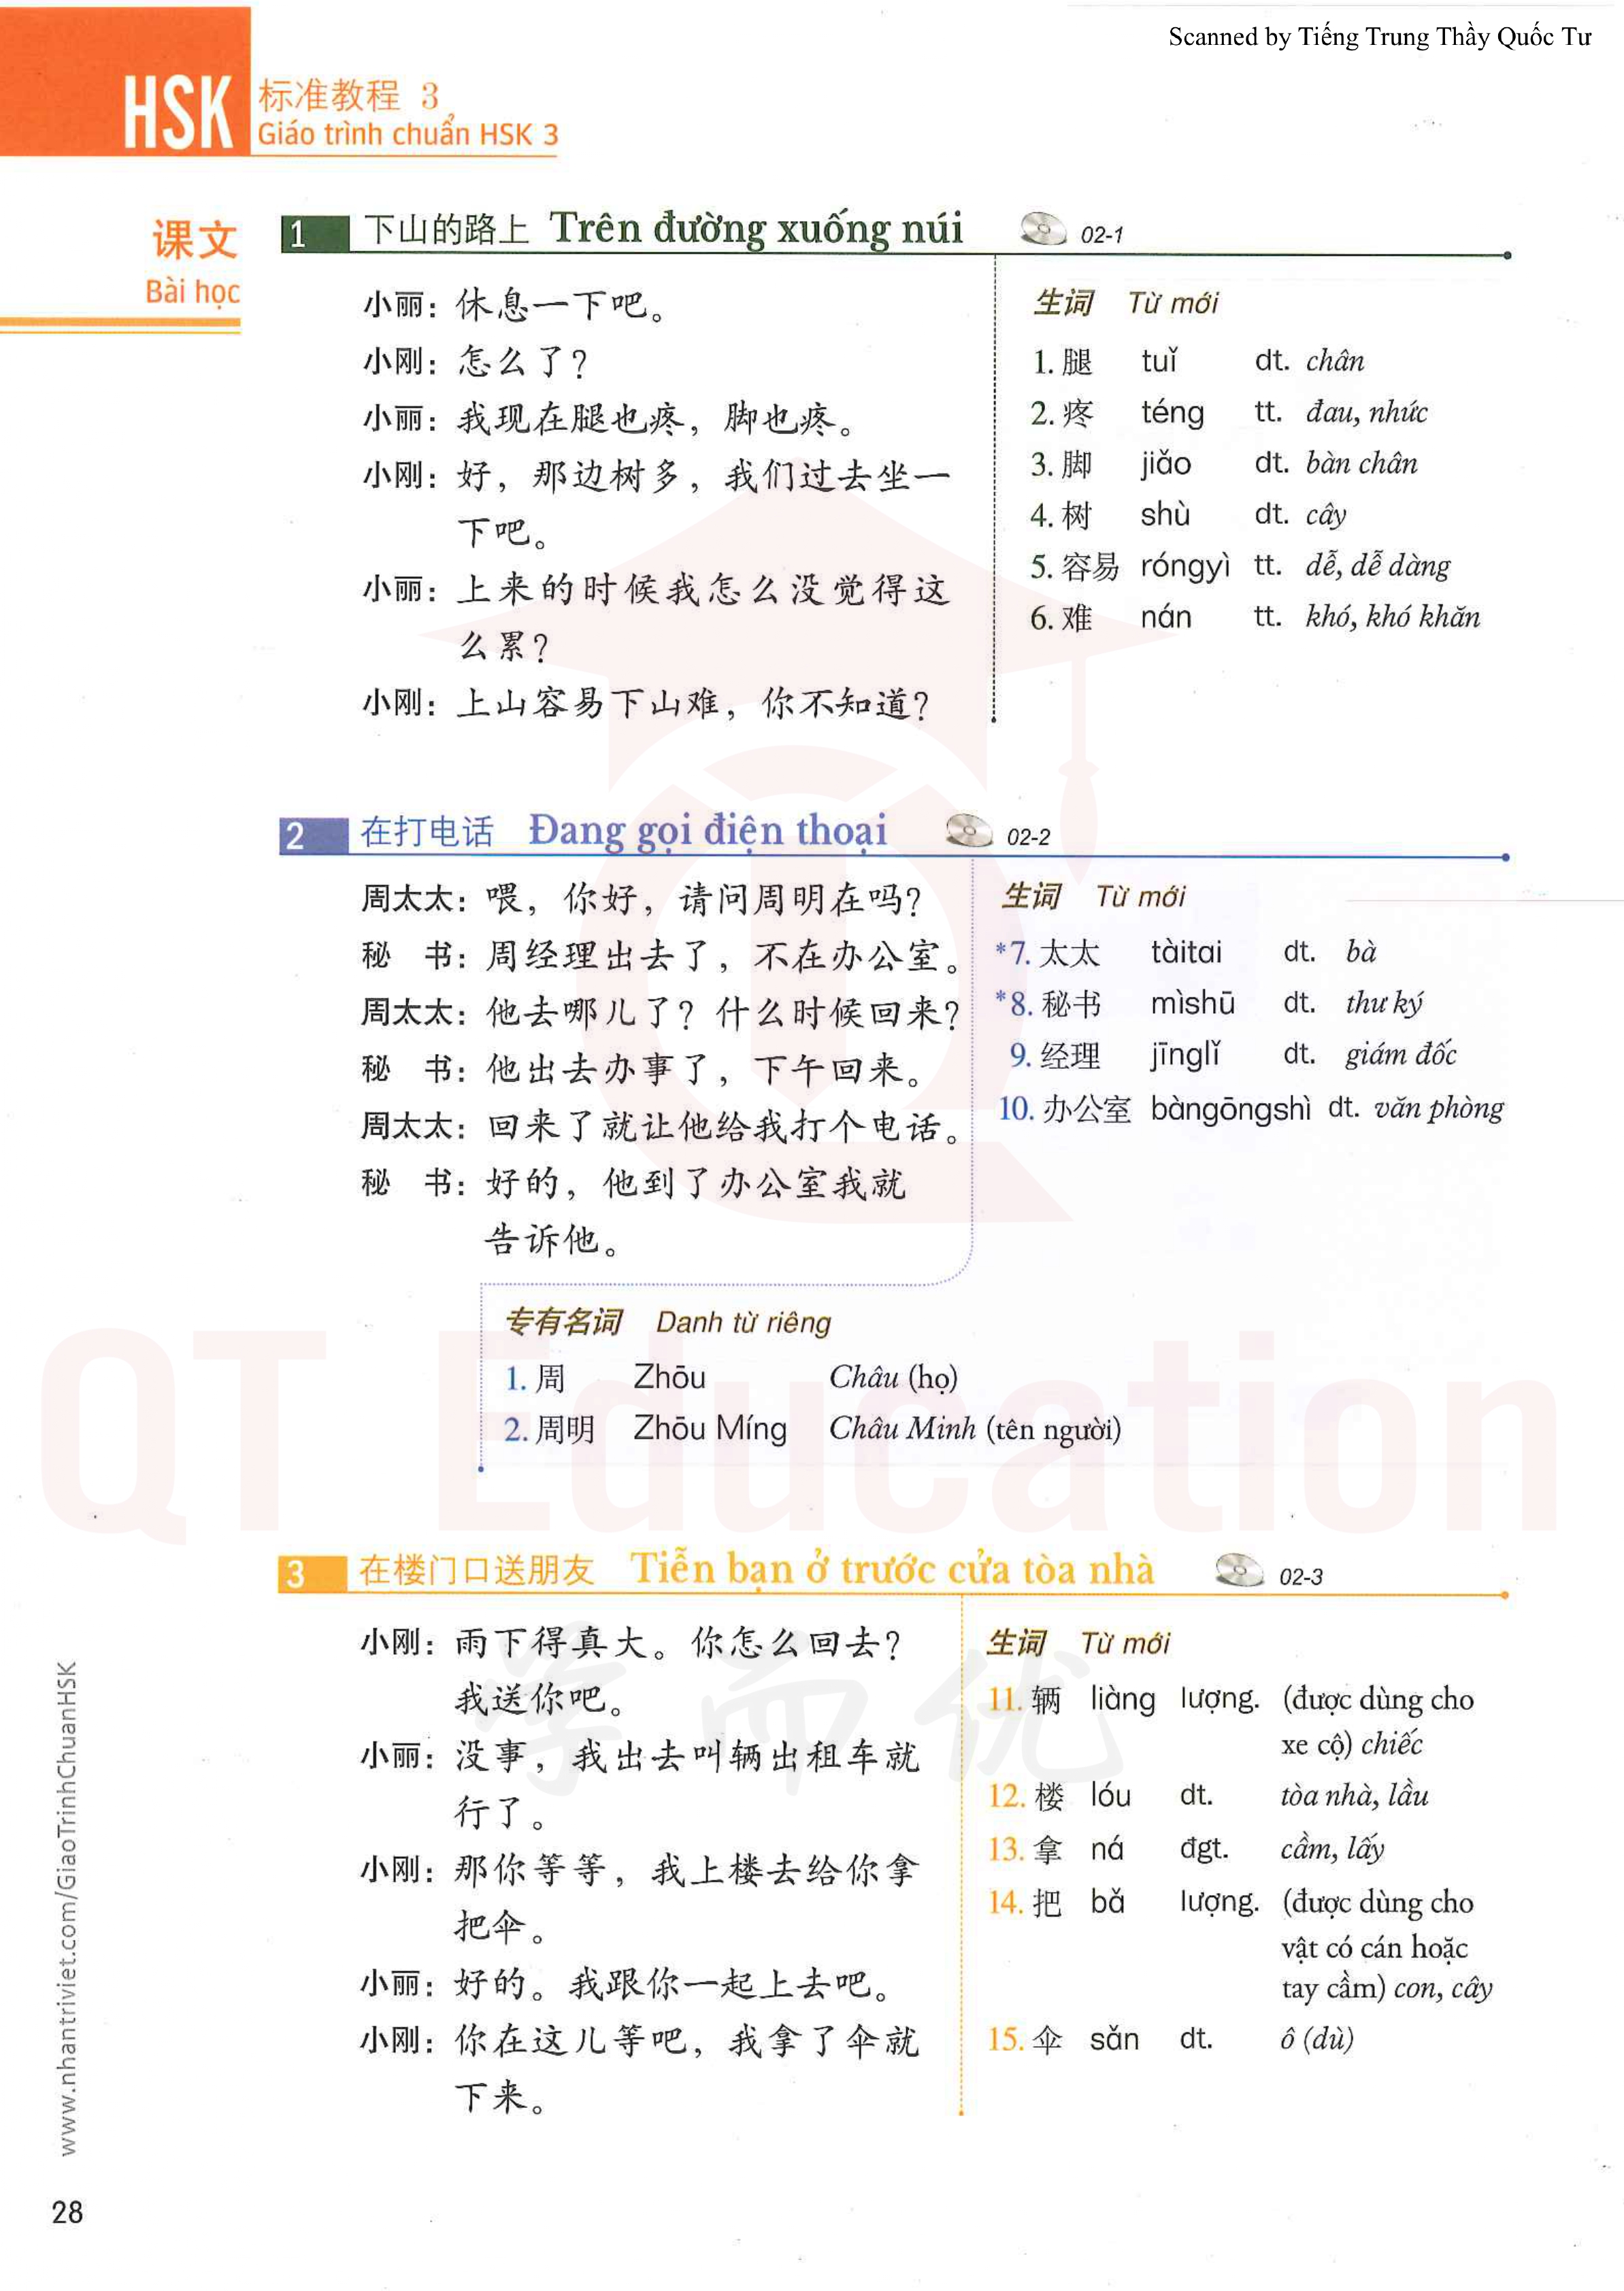 Scanned by Tiếng Trung Thầy Quốc Tư
HSK
标准教程 3
Giáo trình chuẩn HSK 3
课文
Bài học
1 下山的路上 Trên đường xuống núi 02-1
小丽：休息一下吧。
小刚：怎么了？
小丽：我现在腿也疼，脚也疼。
小刚：好，那边树多，我们过去坐一
下吧。
小丽：上来的时候我怎么没觉得这
么累？
小刚：上山容易下山难，你不知道？
生词 Từ mới
1. 腿 tuǐ dt. chân
2. 疼 téng tt. đau, nhức
3. 脚 jiǎo dt. bàn chân
4. 树 shù dt. cây
5. 容易 róngyì tt. dễ, dễ dàng
6. 难 nán tt. khó, khó khăn
2 在打电话 Đang gọi điện thoại 02-2
周太太：喂，你好，请问周明在吗？
秘 书：周经理出去了，不在办公室。
周太太：他去哪儿了？什么时候回来？
秘 书：他出去办事了，下午回来。
周太太：回来了就让他给我打个电话。
秘 书：好的，他到了办公室我就
告诉他。
生词 Từ mới
*7. 太太 tàitai dt. bà
*8. 秘书 mìshū dt. thư ký
9. 经理 jīnglǐ dt. giám đốc
10. 办公室 bàngōngshì dt. văn phòng
专有名词 Danh từ riêng
1. 周 Zhōu Châu (họ)
2. 周明 Zhōu Míng Châu Minh (tên người)
QT Education
3 在楼门口送朋友 Tiễn bạn ở trước cửa tòa nhà 02-3
小刚：雨下得真大。你怎么回去？
我送你吧。
小丽：没事，我出去叫辆出租车就
行了。
小刚：那你等等，我上楼去给你拿
把伞。
小丽：好的。我跟你一起上去吧。
小刚：你在这儿等吧，我拿了伞就
下来。
学而优
生词 Từ mới
11. 辆 liàng lượng. (được dùng cho
xe cộ) chiếc
12. 楼 lóu dt. tòa nhà, lầu
13. 拿 ná đgt. cầm, lấy
14. 把 bǎ lượng. (được dùng cho
vật có cán hoặc
tay cầm) con, cây
15. 伞 sǎn dt. ô (dù)
www.nhantriviet.com/GiaoTrinhChuanHSK
28